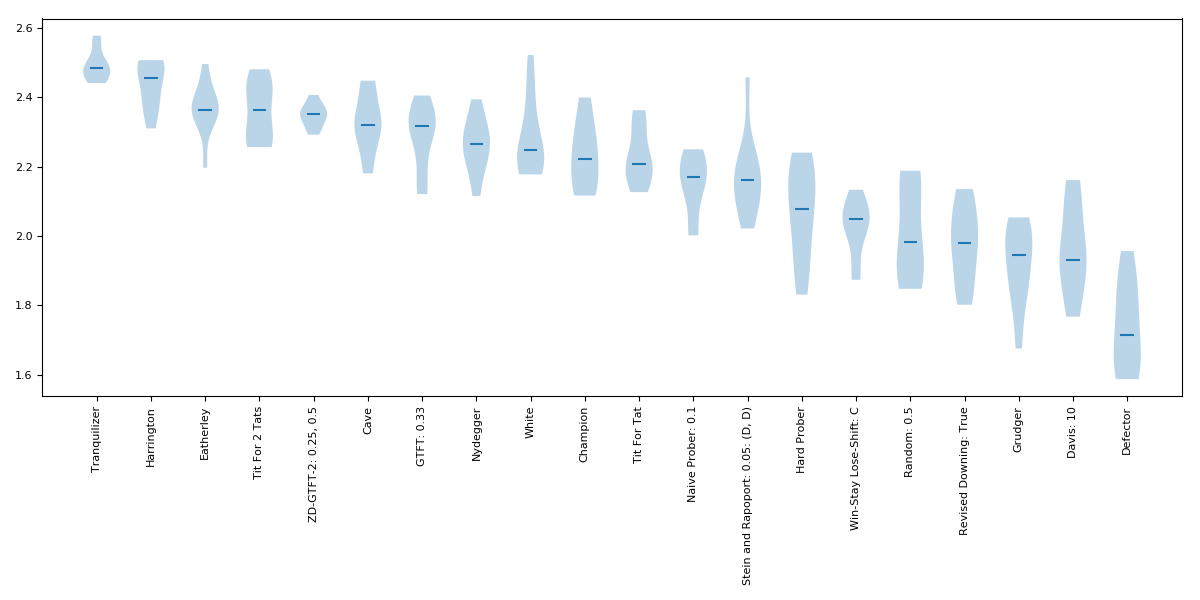 2.6
2.4
2.2
2.0
1.8
1.6
Tranquilizer
Harrington
Eatherley
Tit For 2 Tats
ZD-GTFT-2: 0.25, 0.5
Cave
GTFT: 0.33
Nydegger
White
Champion
Tit For Tat
Naive Prober: 0.1
Stein and Rapoport: 0.05: (D, D)
Hard Prober
Win-Stay Lose-Shift: C
Random: 0.5
Revised Downing: True
Grudger
Davis: 10
Defector